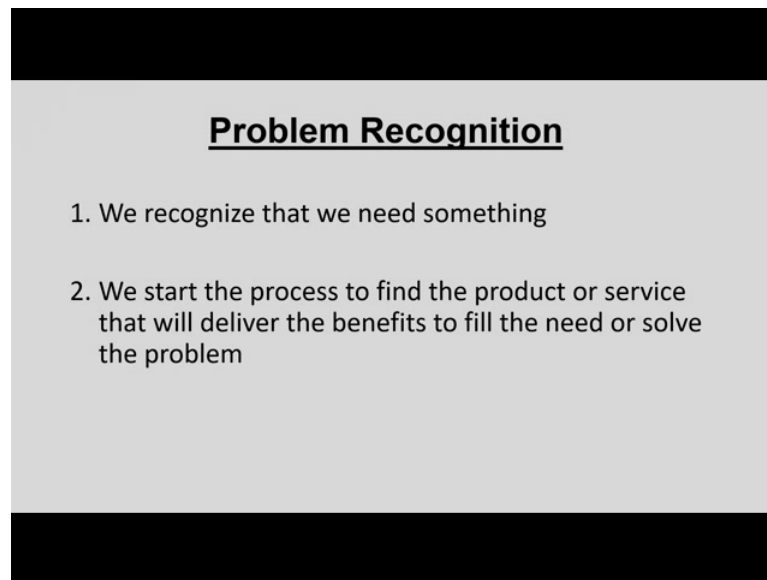 Problem Recognition
1. We recognize that we need something
2. We start the process to find the product or service
that will deliver the benefits to fill the need or solve
the problem